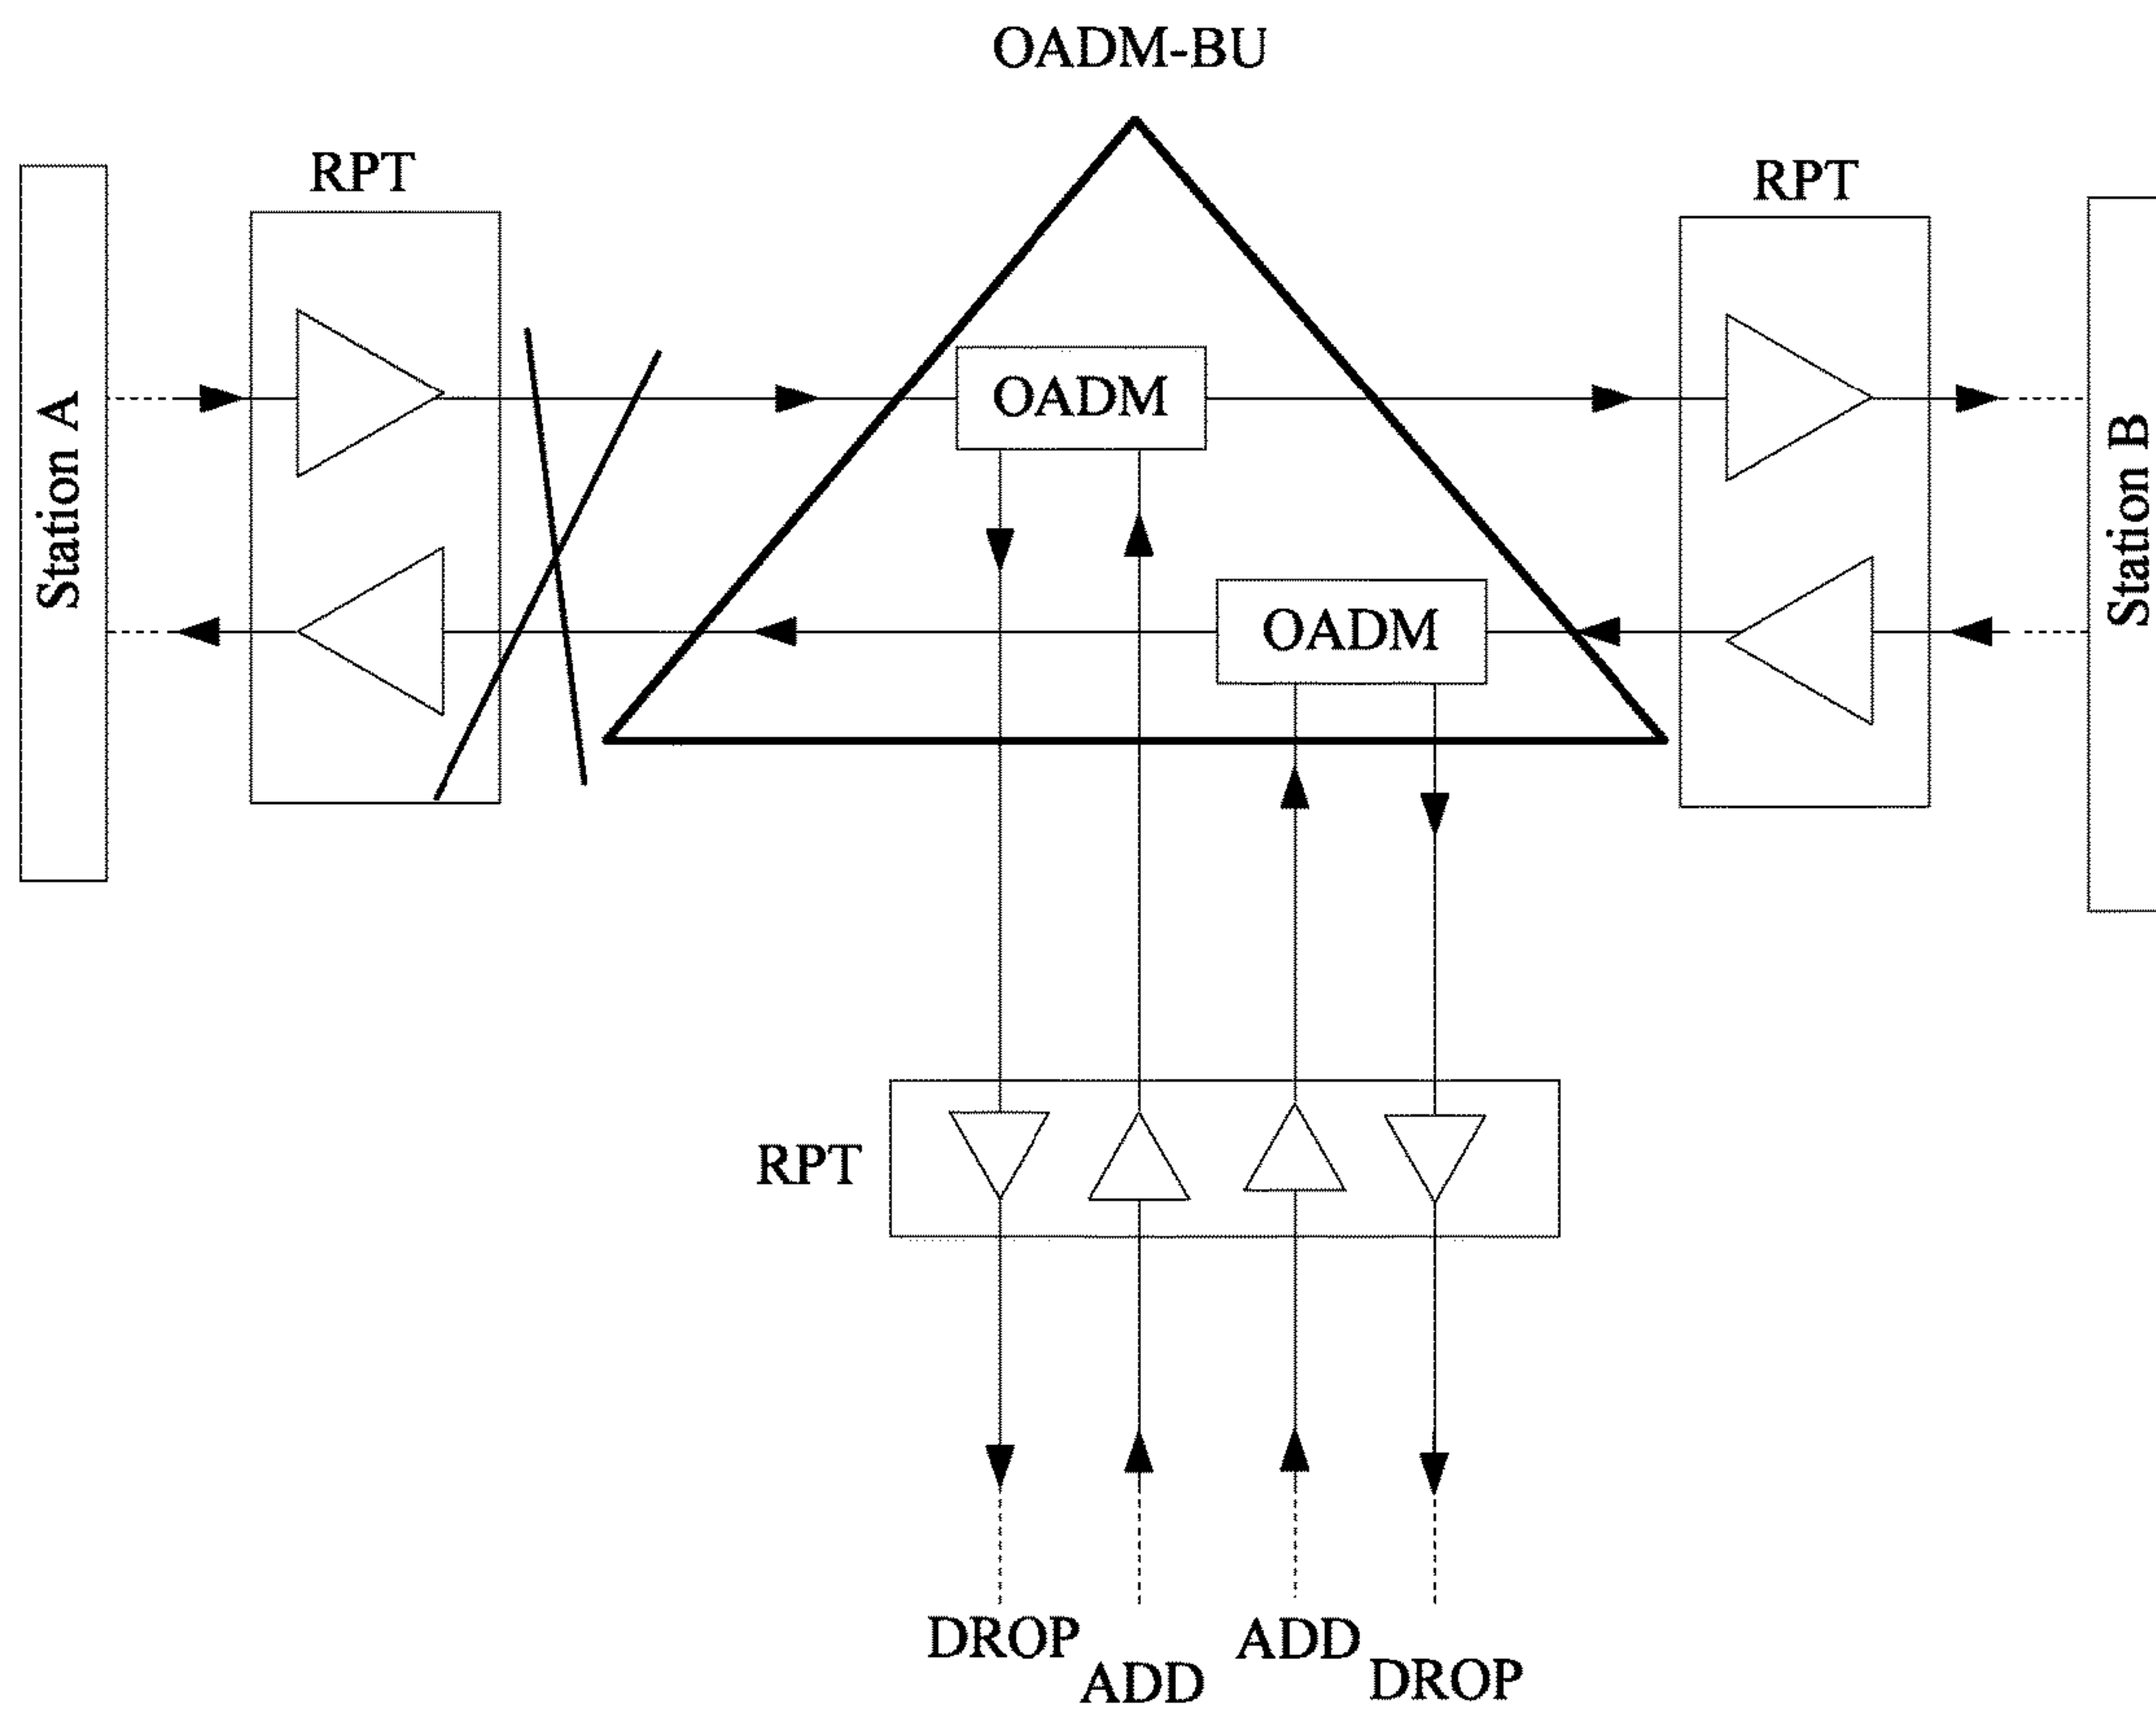 OADM-BU
RPT
RPT
Station A
OADM
Station B
OADM
RPT
DROP
ADD
ADD
DROP